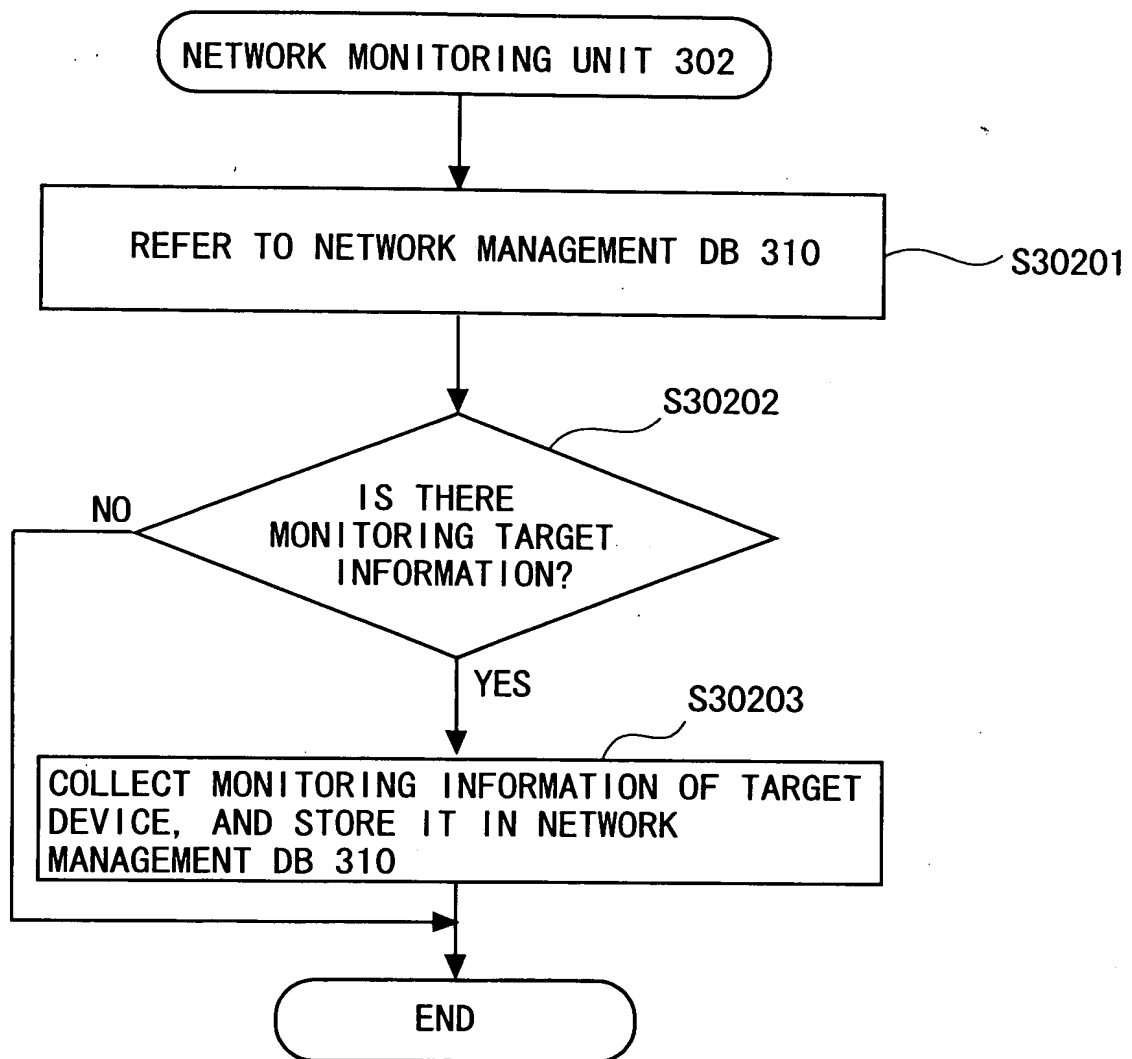 NETWORK MONITORING UNIT 302
REFER TO NETWORK MANAGEMENT DB 310
S30201
S30202
IS THERE
MONITORING TARGET
INFORMATION?
NO
YES
S30203
COLLECT MONITORING INFORMATION OF TARGET
DEVICE, AND STORE IT IN NETWORK
MANAGEMENT DB 310
END